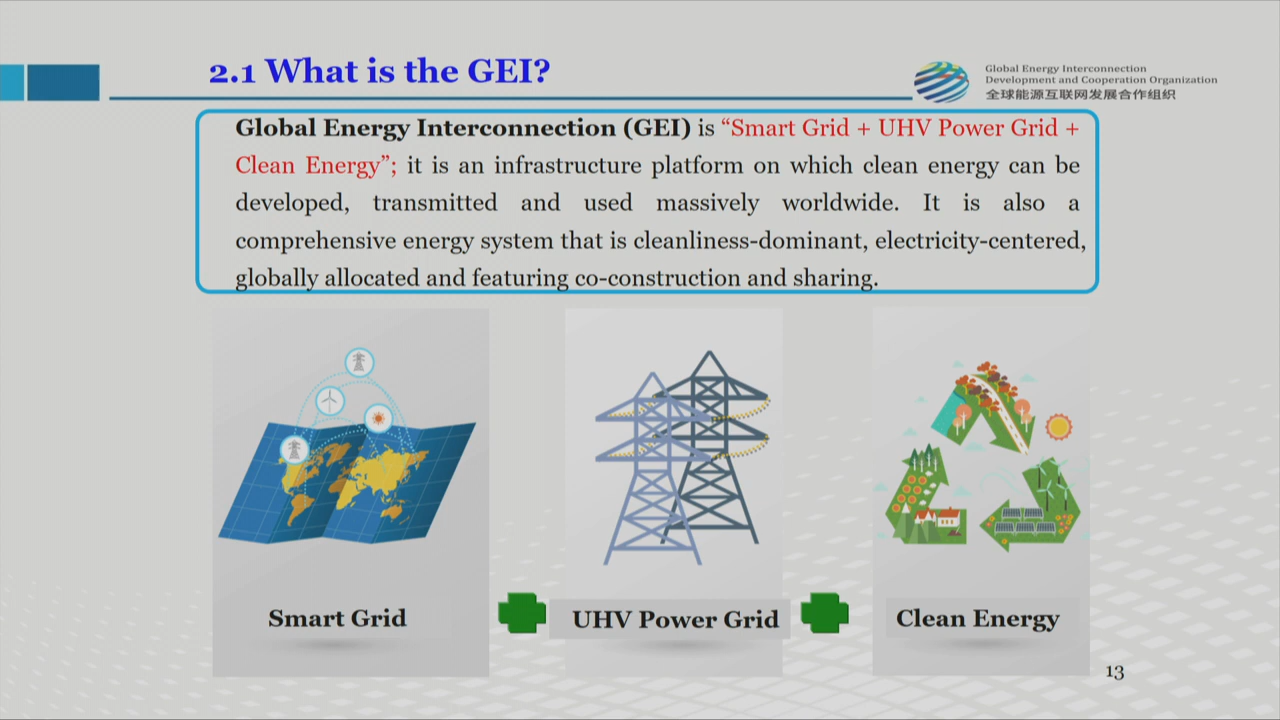 2.1 What is the GEI?
Global Energy Interconnection
Development and Cooperation Organization
全球能源互联网发展合作组织
Global Energy Interconnection (GEI) is “Smart Grid + UHV Power Grid +
Clean Energy”; it is an infrastructure platform on which clean energy can be
developed, transmitted and used massively worldwide. It is also a
comprehensive energy system that is cleanliness-dominant, electricity-centered,
globally allocated and featuring co-construction and sharing.
Smart Grid
UHV Power Grid
Clean Energy
13